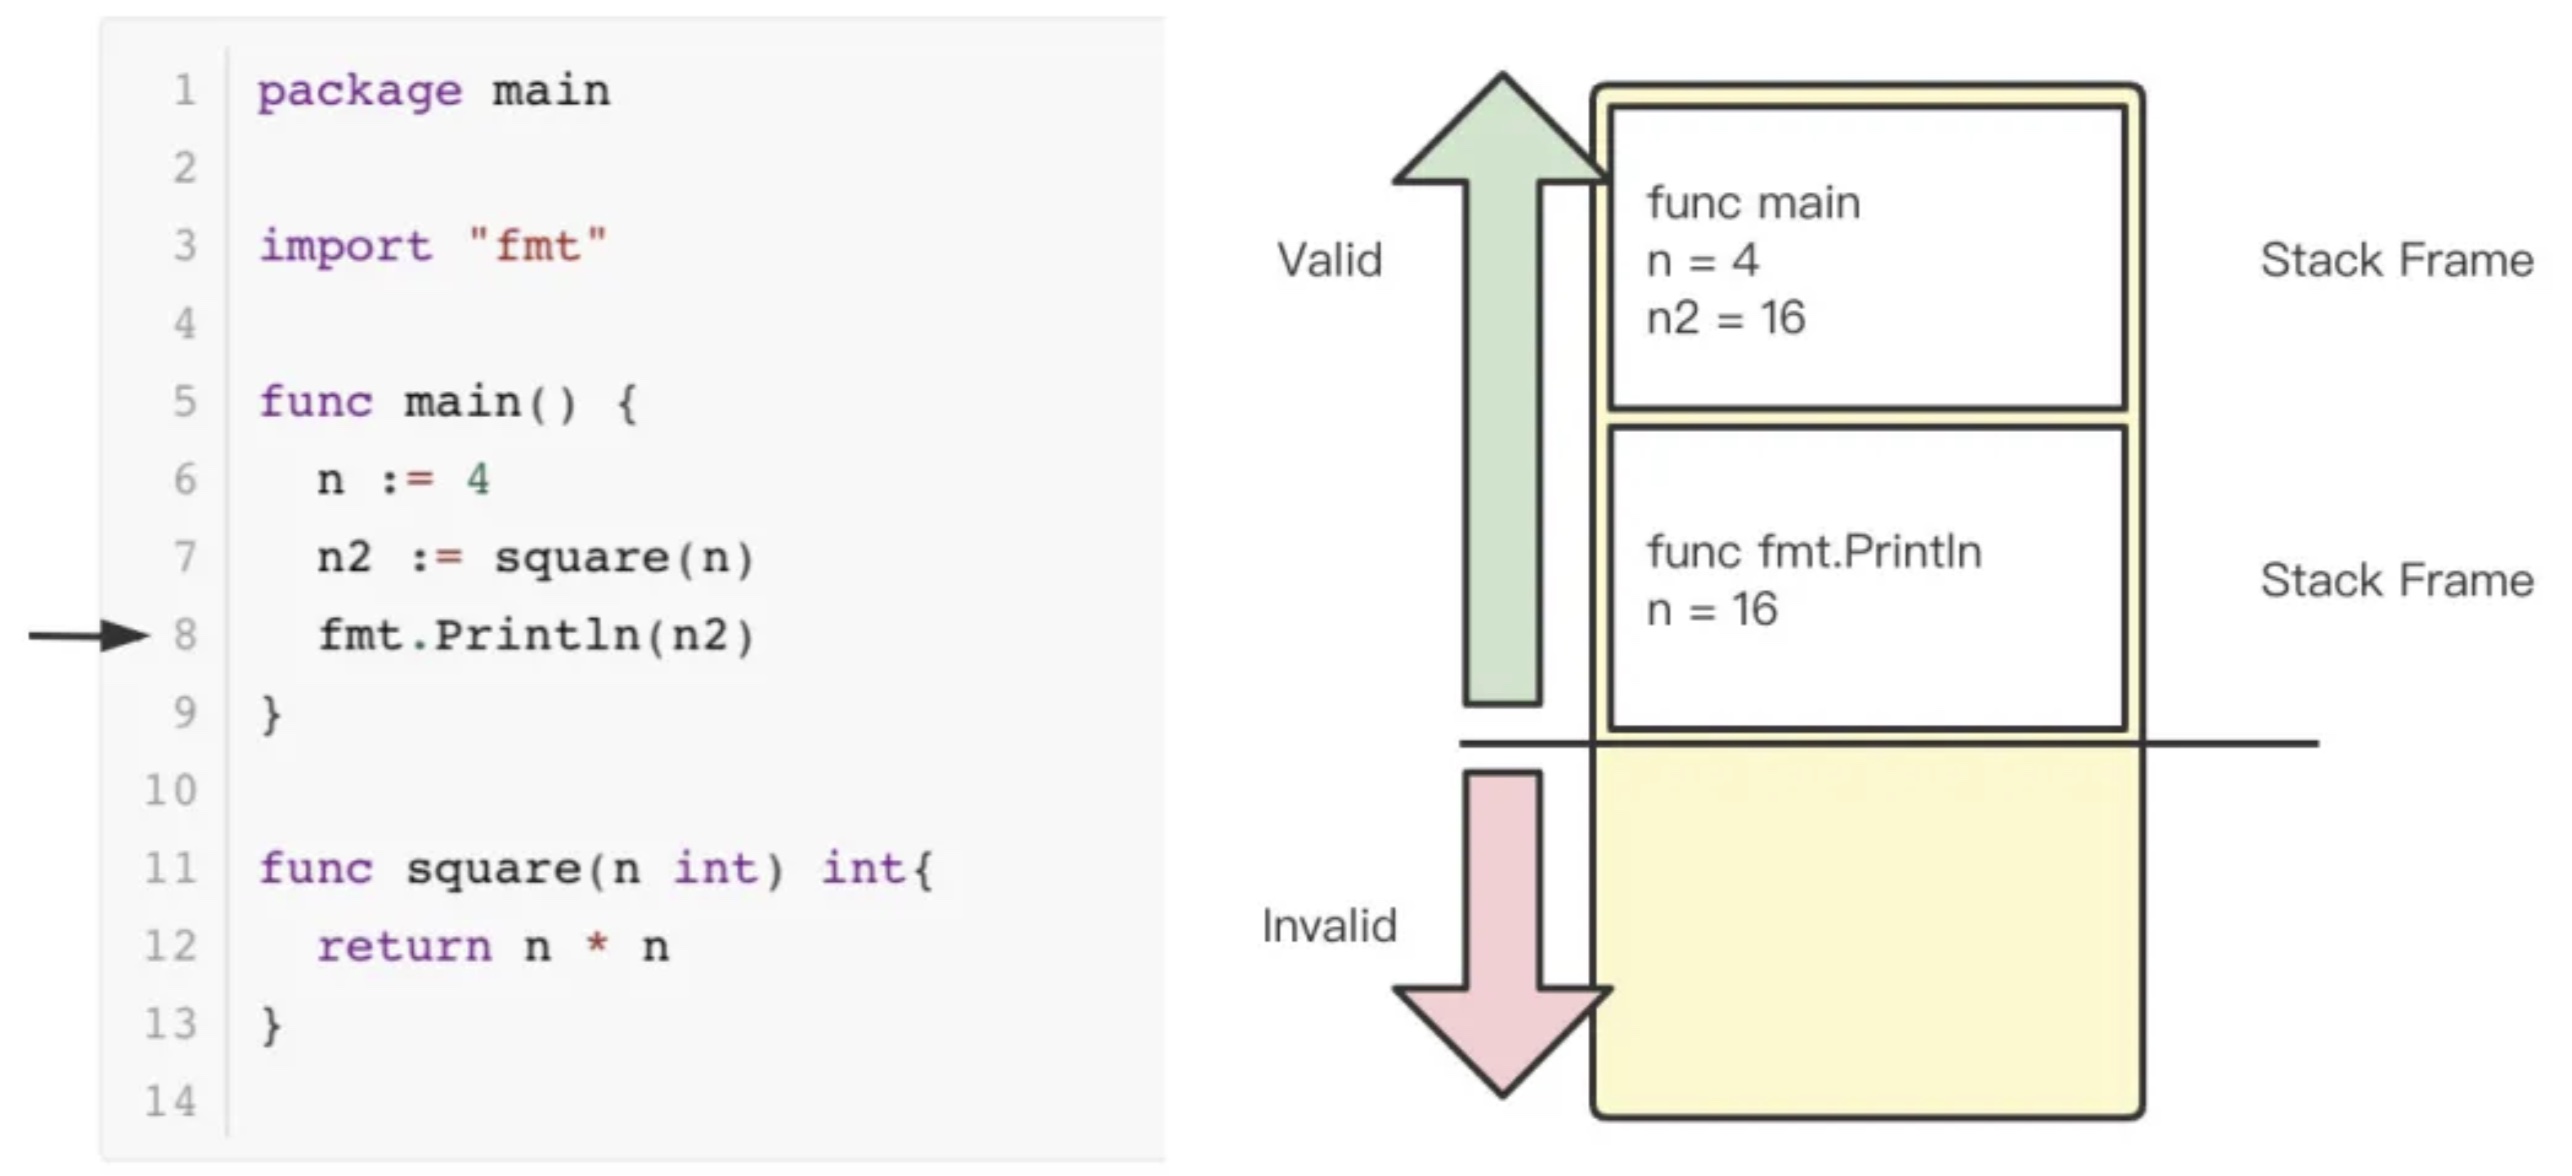 1 package main
2
3 import "fmt"
4
5 func main() {
6 n := 4
7 n2 := square(n)
8 fmt.Println(n2)
9 }
10
11 func square(n int) int{
12 return n * n
13 }
14
Valid
Invalid
func main
n = 4
n2 = 16
func fmt.Println
n = 16
Stack Frame
Stack Frame